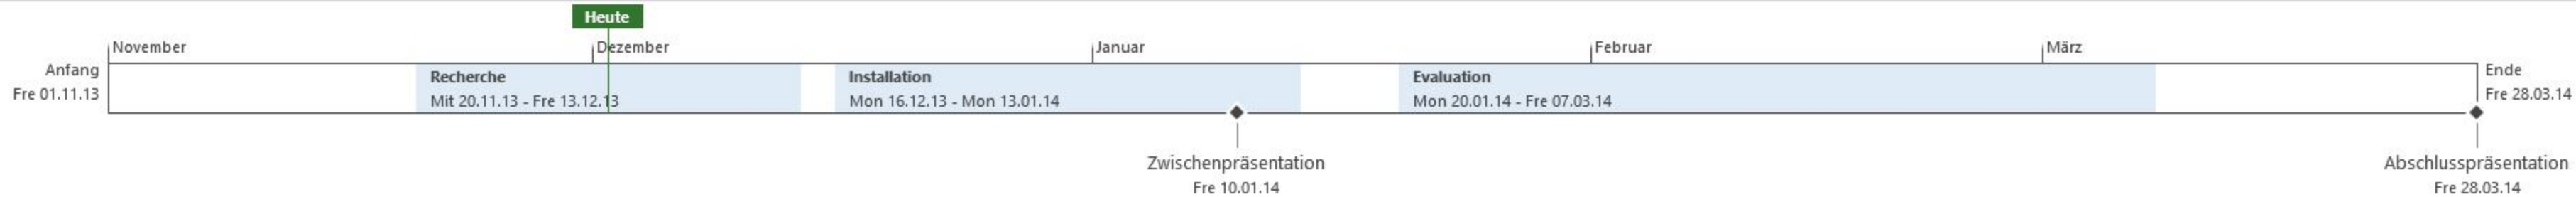 Heute
November
Dezember
Januar
Februar
März
Anfang
Fre 01.11.13
Recherche
Mit 20.11.13 - Fre 13.12.13
Installation
Mon 16.12.13 - Mon 13.01.14
Evaluation
Mon 20.01.14 - Fre 07.03.14
Ende
Fre 28.03.14
Zwischenpräsentation
Fre 10.01.14
Abschlusspräsentation
Fre 28.03.14